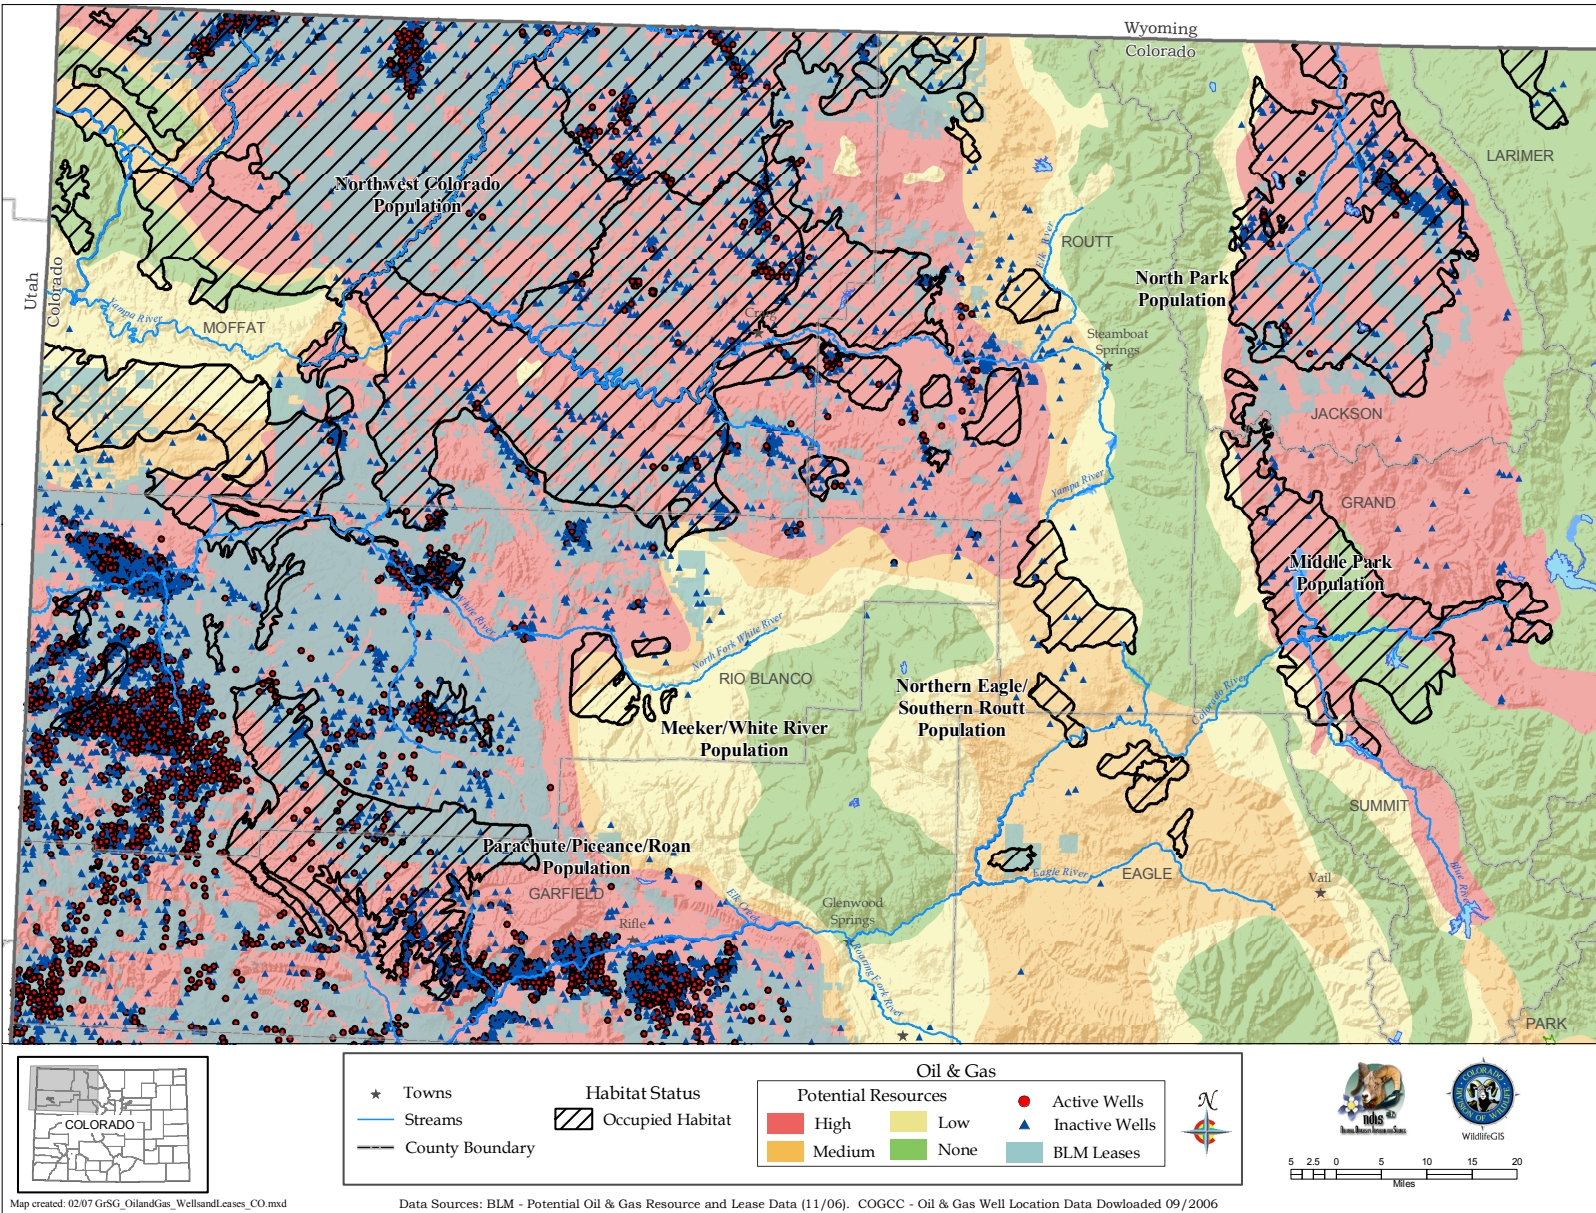 Wyoming
Colorado
LARIMER
Northwest Colorado
Population
Elk River
ROUTT
North Park
Population
Utah
Colorado
Yampa River
MOFFAT
Craig
Steamboat
Springs
JACKSON
Yampa River
GRAND
Middle Park
Population
White River
North Fork White River
RIO BLANCO
Northern Eagle/
Southern Routt
Population
Colorado River
Meeker/White River
Population
SUMMIT
Parachute/Piceance/Roan
Population
GARFIELD
Eagle River
EAGLE
Vail
Blue River
Elk Creek
Glenwood
Springs
Rifle
Roaring Fork River
PARK
COLORADO
Towns
Streams
County Boundary
Habitat Status
Occupied Habitat
Oil & Gas
Potential Resources
High
Medium
Low
None
Active Wells
Inactive Wells
BLM Leases
N
ndis
COLORADO
DIVISION OF WILDLIFE
WildlifeGIS
5 2.5 0 5 10 15 20
Miles
Map created: 02/07 GrSG_OilandGas_WellsandLeases_CO.mxd
Data Sources: BLM - Potential Oil & Gas Resource and Lease Data (11/06). COGCC - Oil & Gas Well Location Data Dowloaded 09/2006